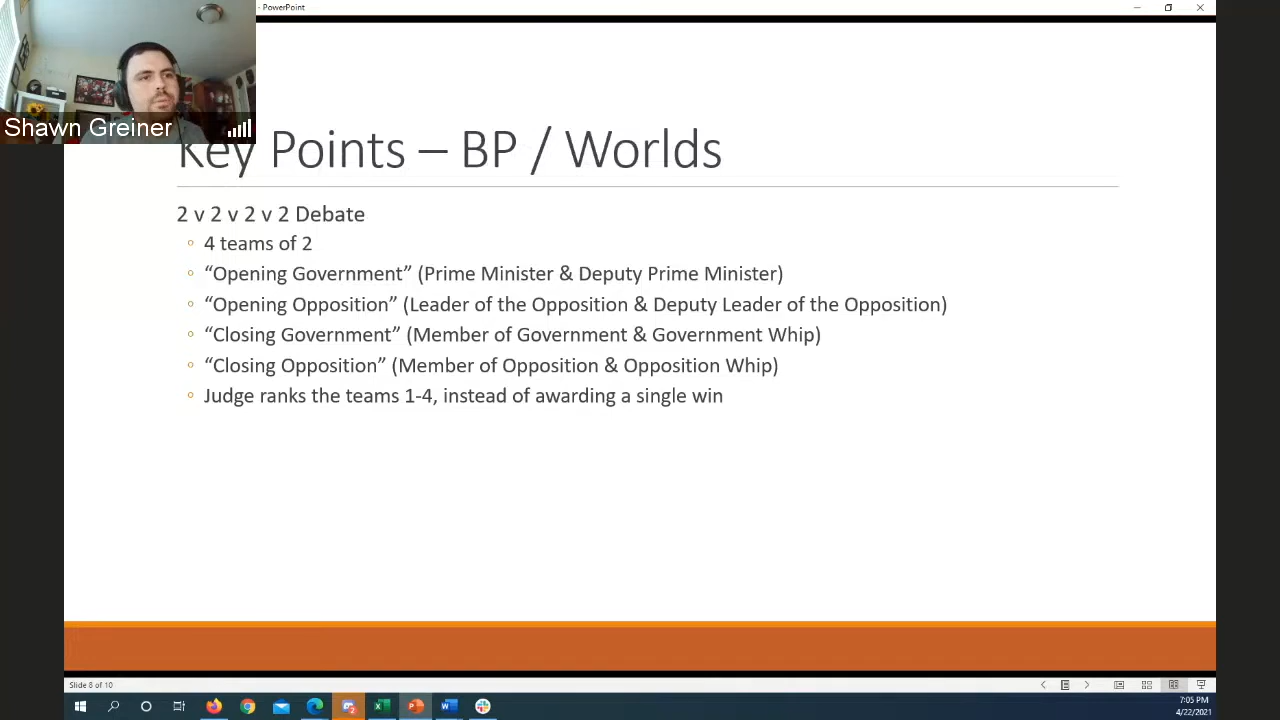 - PowerPoint
Shawn Greiner
Key Points – BP / Worlds
2 v 2 v 2 v 2 Debate
4 teams of 2
“Opening Government” (Prime Minister & Deputy Prime Minister)
“Opening Opposition” (Leader of the Opposition & Deputy Leader of the Opposition)
“Closing Government” (Member of Government & Government Whip)
“Closing Opposition” (Member of Opposition & Opposition Whip)
Judge ranks the teams 1-4, instead of awarding a single win
Slide 8 of 10
7:05 PM
4/22/2021